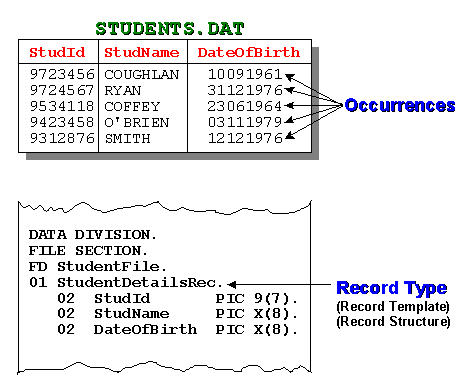 STUDENTS.DAT
StudId StudName DateOfBirth
9723456 COUGHLAN 10091961
9724567 RYAN 31121976
9534118 COFFEY 23061964
9423458 O'BRIEN 03111979
9312876 SMITH 12121976
Occurrences
DATA DIVISION.
FILE SECTION.
FD StudentFile.
01 StudentDetailsRec.
02 StudId PIC 9(7).
02 StudName PIC X(8).
02 DateOfBirth PIC X(8).
Record Type
(Record Template)
(Record Structure)